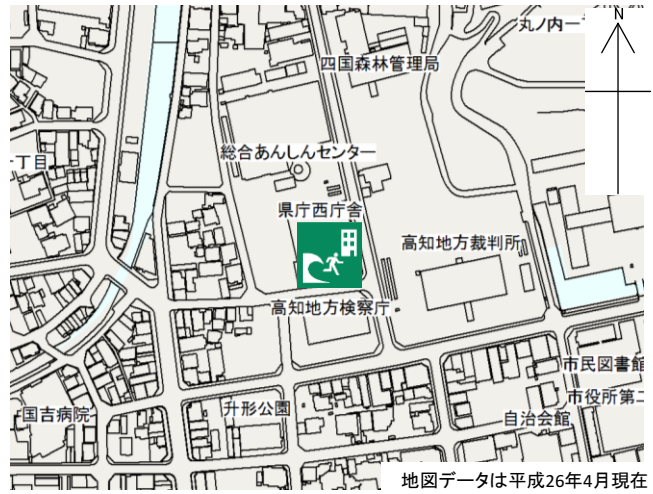 丸ノ内一
N
四国森林管理局
総合あんしんセンター
丁目
県庁西庁舎
高知地方裁判所
高知地方検察庁
市民図書館
市役所第二
国吉病院
升形公園
自治会館
地図データは平成26年4月現在